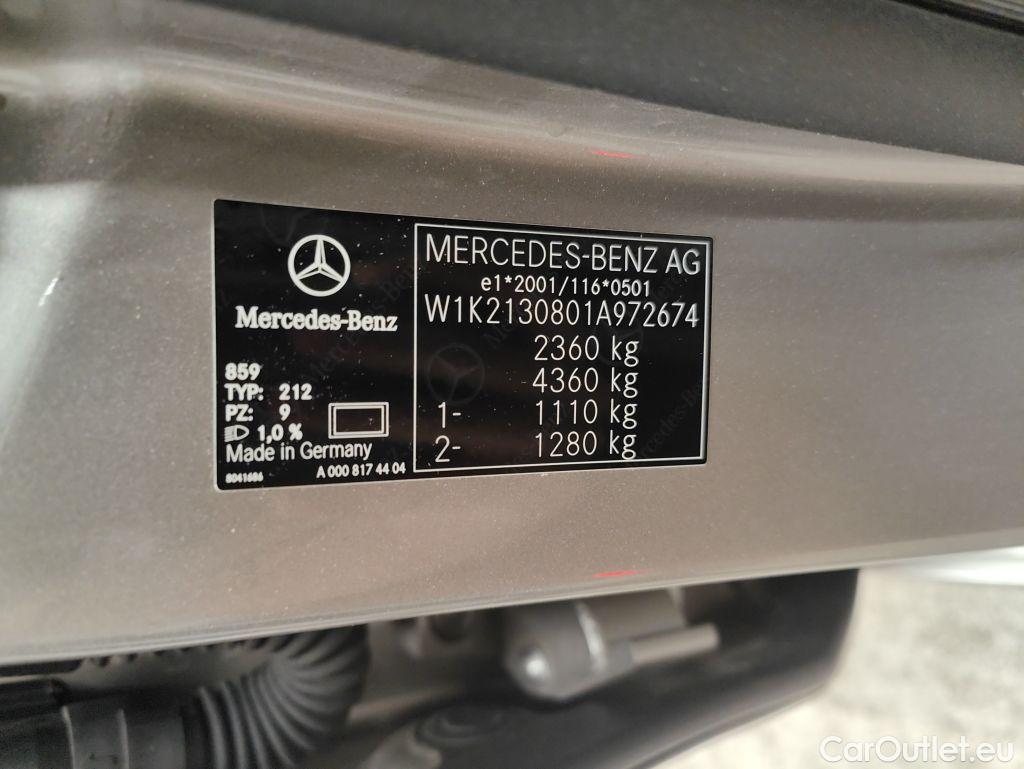 Mercedes-Benz
859
TYP: 212
PZ: 9
1,0 %
Made in Germany
8041686
A 000 817 44 04
MERCEDES-BENZ AG
e1*2001/116*0501
W1K2130801A972674
2360 kg
4360 kg
1- 1110 kg
2- 1280 kg
CarOutlet.eu